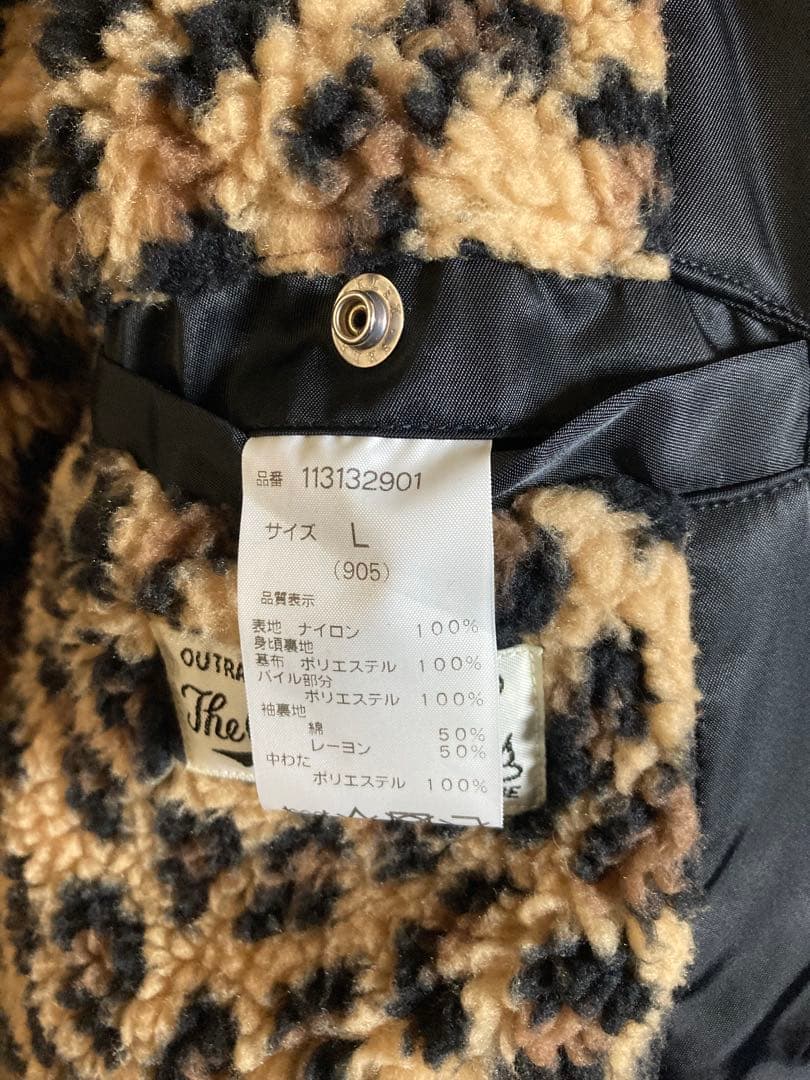 品番 113132901
サイズ L
(905)
品質表示
表地 ナイロン 100%
身頃裏地
基布 ポリエステル 100%
パイル部分
ポリエステル 100%
袖裏地
綿 50%
レーヨン 50%
中わた
ポリエステル 100%
OUTRA
The
RE